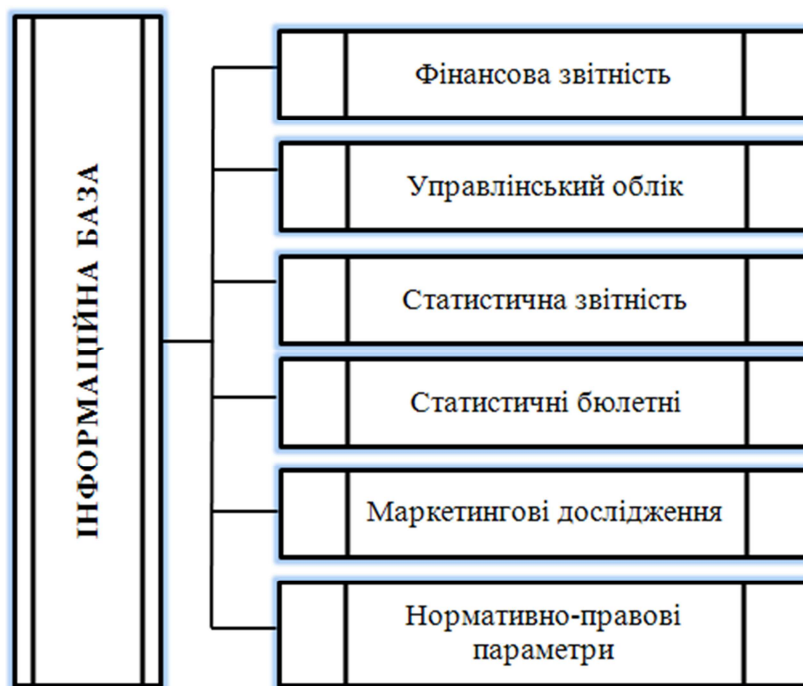 ІНФОРМАЦІЙНА БАЗА
Фінансова звітність
Управлінський облік
Статистична звітність
Статистичні бюлетні
Маркетингові дослідження
Нормативно-правові
параметри